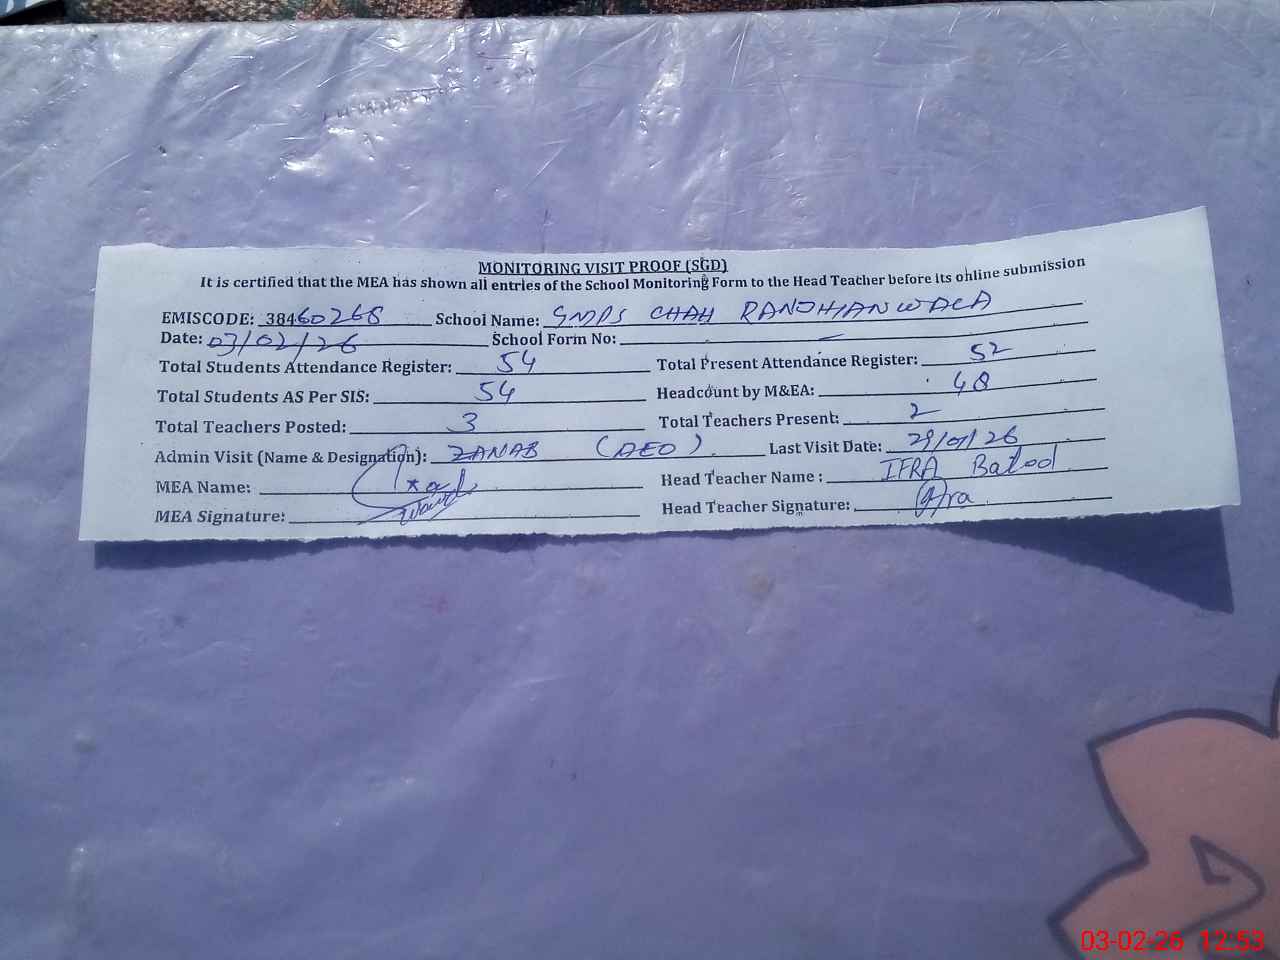 MONITORING VISIT PROOF (SGD)
It is certified that the MEA has shown all entries of the School Monitoring Form to the Head Teacher before its online submission
EMISCODE: 38460268 School Name: GMPS CHAH RANDHIANWALA
Date: 03/02/26 School Form No:
Total Students Attendance Register: 54 Total Present Attendance Register: 52
Total Students AS Per SIS: 54 Headcount by M&EA: 48
Total Teachers Posted: 3 Total Teachers Present: 2
Admin Visit (Name & Designation): ZANAB (AEO) Last Visit Date: 29/01/26
MEA Name: Head Teacher Name : IFRA Batool
MEA Signature: Head Teacher Signature: Ifra
03-02-26 12:53